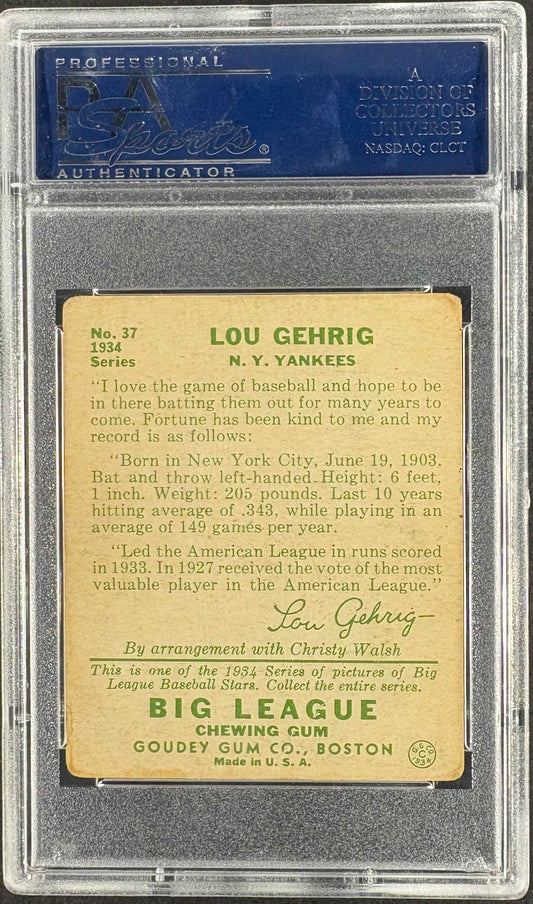 PROFESSIONAL
PSA
Sports®
AUTHENTICATOR
A
DIVISION OF
COLLECTORS
UNIVERSE
NASDAQ: CLCT
No. 37
1934
Series
LOU GEHRIG
N. Y. YANKEES
"I love the game of baseball and hope to be
in there batting them out for many years to
come. Fortune has been kind to me and my
record is as follows:
"Born in New York City, June 19, 1903.
Bat and throw left-handed. Height: 6 feet,
1 inch. Weight: 205 pounds. Last 10 years
hitting average of .343, while playing in an
average of 149 games per year.
"Led the American League in runs scored
in 1933. In 1927 received the vote of the most
valuable player in the American League."
Lou Gehrig
By arrangement with Christy Walsh
This is one of the 1934 Series of pictures of Big
League Baseball Stars. Collect the entire series.
BIG LEAGUE
CHEWING GUM
GOUDEY GUM CO., BOSTON
Made in U. S. A.
G. G. CO.
C
1934